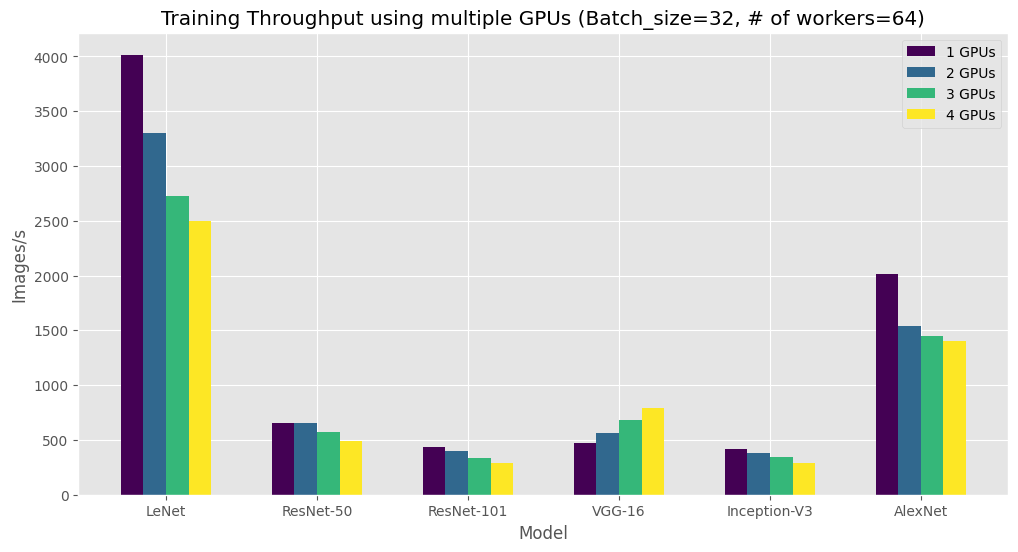 Training Throughput using multiple GPUs (Batch_size=32, # of workers=64)
1 GPUs
2 GPUs
3 GPUs
4 GPUs
Images/s
4000
3500
3000
2500
2000
1500
1000
500
0
LeNet ResNet-50 ResNet-101 VGG-16 Inception-V3 AlexNet
Model